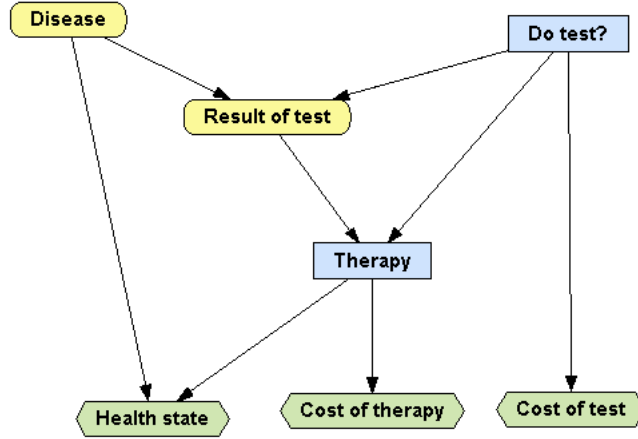 Disease
Do test?
Result of test
Therapy
Health state
Cost of therapy
Cost of test